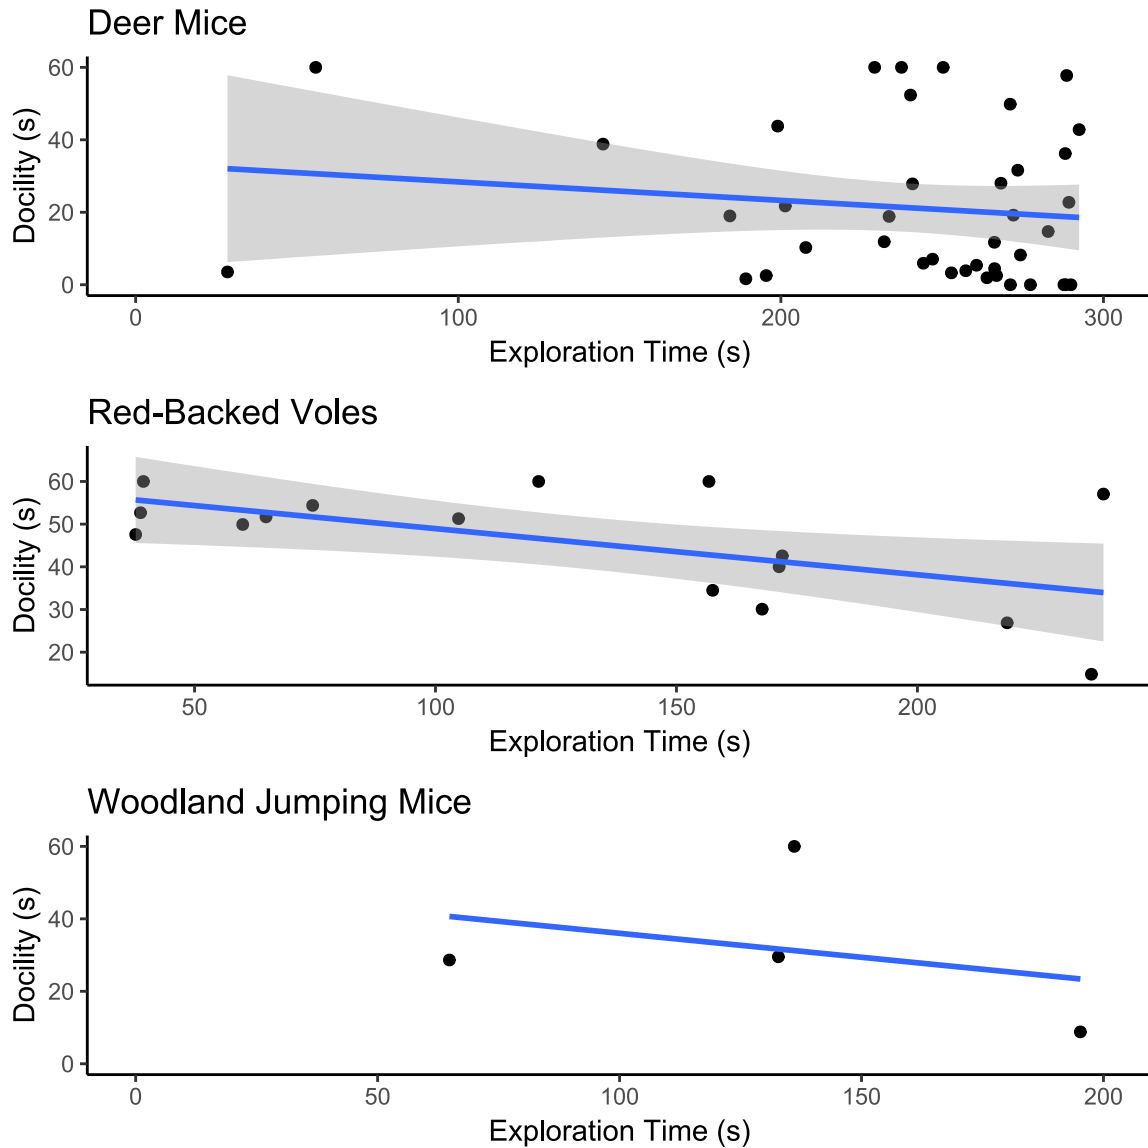 Deer Mice
60
40
20
0
Docility (s)
0 100 200 300
Exploration Time (s)
Red-Backed Voles
60
50
40
30
20
Docility (s)
50 100 150 200
Exploration Time (s)
Woodland Jumping Mice
60
40
20
0
Docility (s)
0 50 100 150 200
Exploration Time (s)